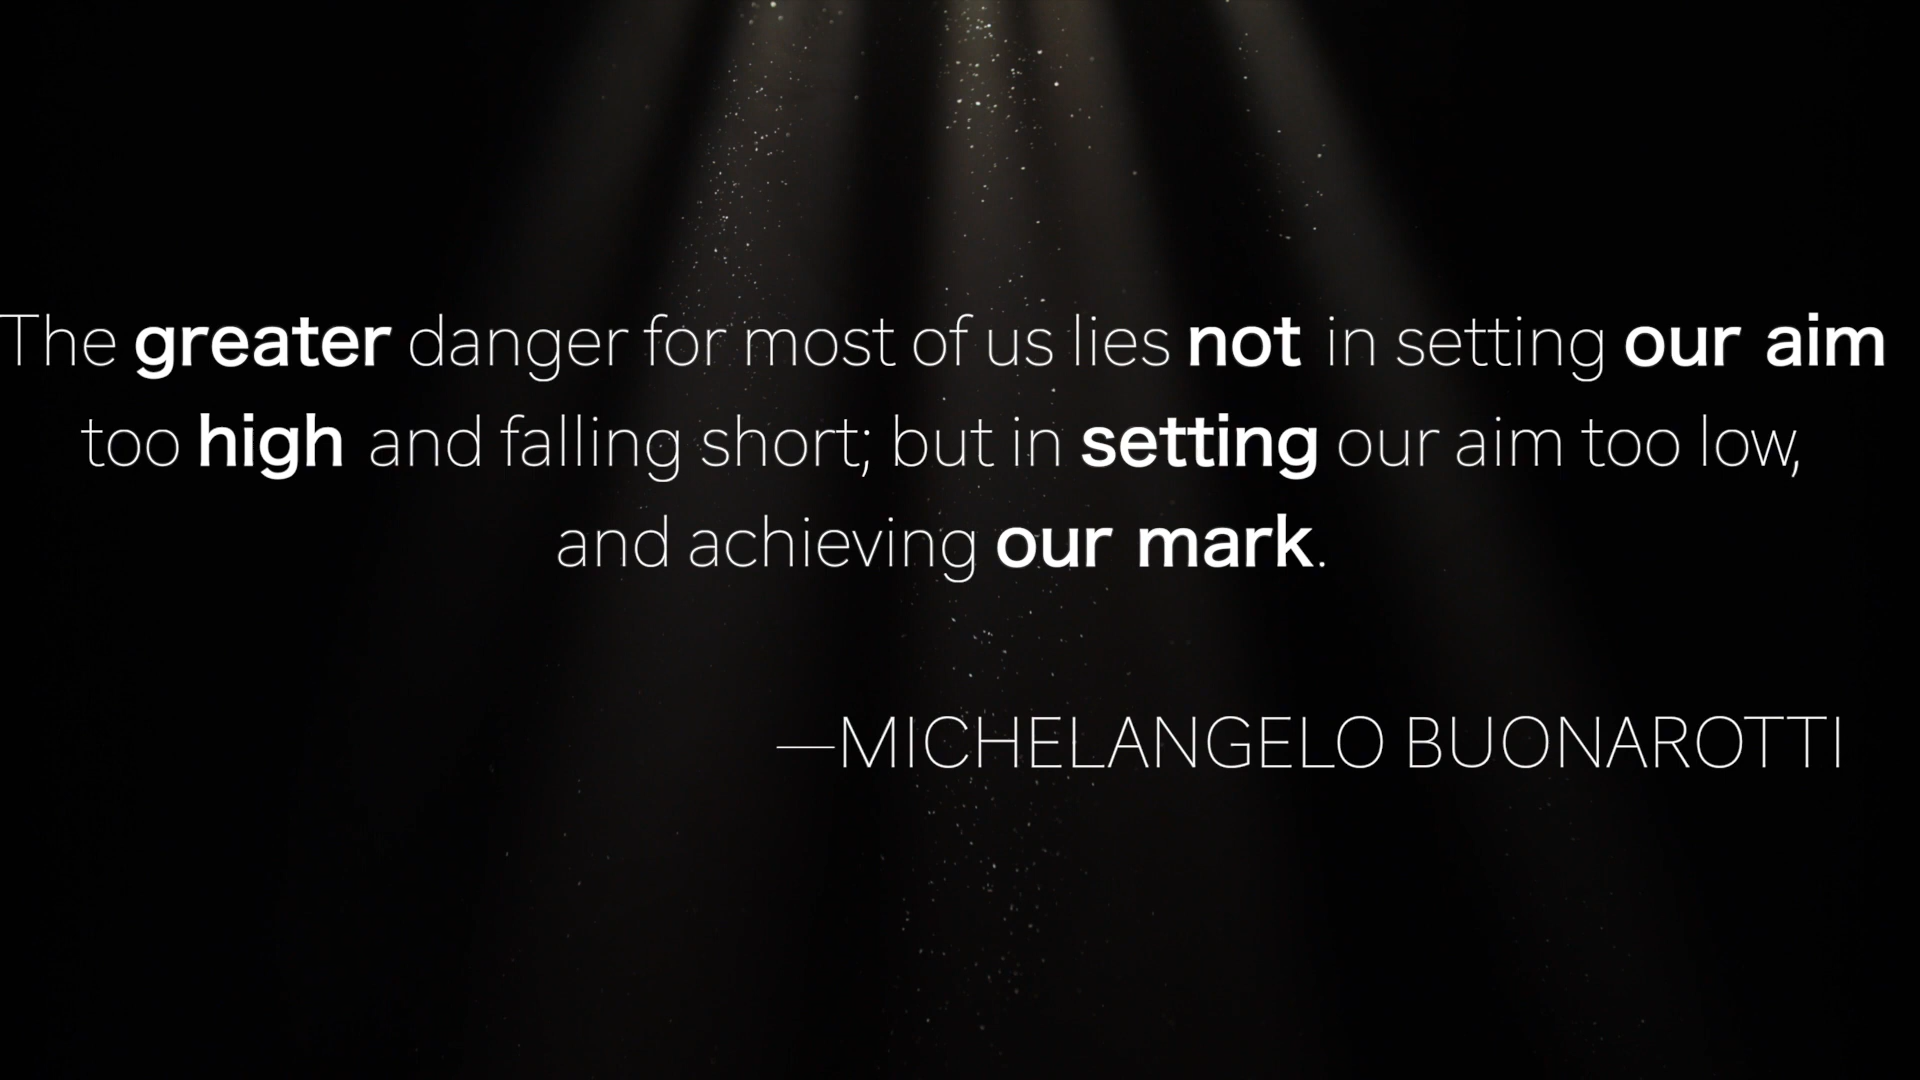 The greater danger for most of us lies not in setting our aim
too high and falling short; but in setting our aim too low,
and achieving our mark.
—MICHELANGELO BUONAROTTI